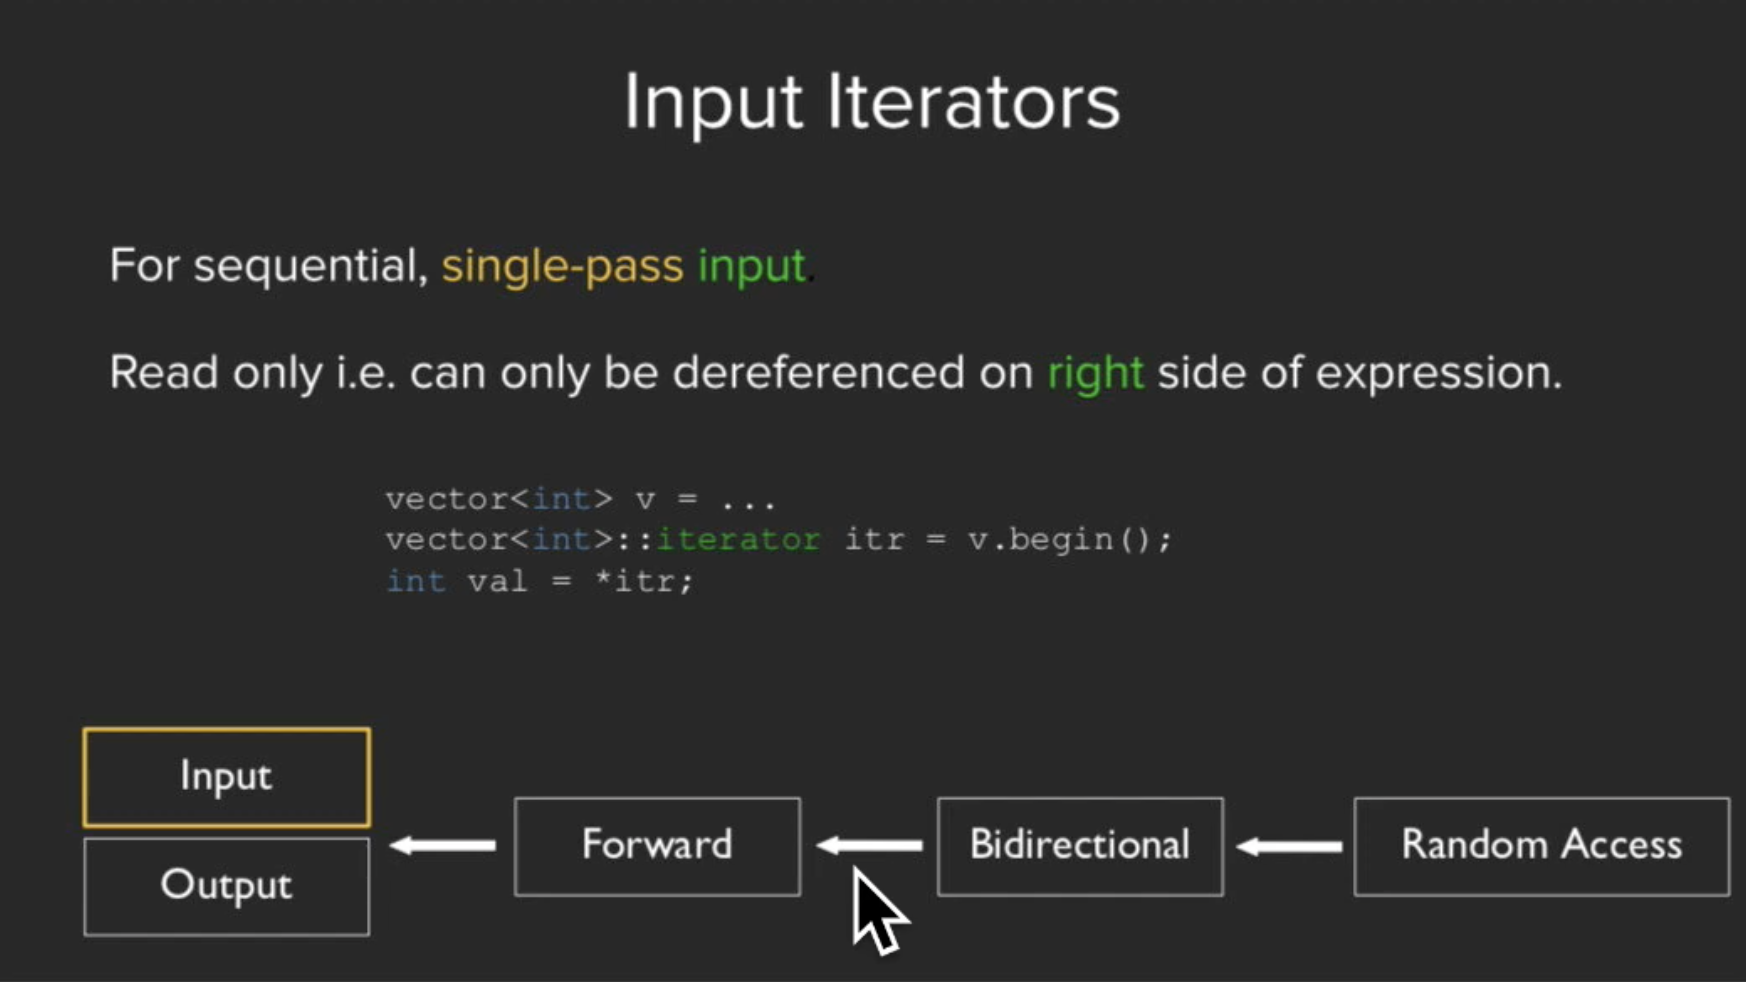 Input Iterators
For sequential, single-pass input.
Read only i.e. can only be dereferenced on right side of expression.
vector<int> v = ...
vector<int>::iterator itr = v.begin();
int val = *itr;
Input
Output
Forward
Bidirectional
Random Access